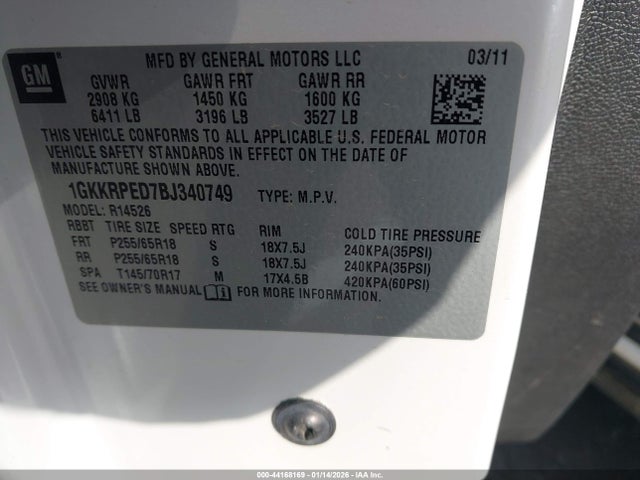 GM
MFD BY GENERAL MOTORS LLC 03/11
GVWR GAWR FRT GAWR RR
2908 KG 1450 KG 1600 KG
6411 LB 3196 LB 3527 LB
THIS VEHICLE CONFORMS TO ALL APPLICABLE U.S. FEDERAL MOTOR
VEHICLE SAFETY STANDARDS IN EFFECT ON THE DATE OF
MANUFACTURE SHOWN ABOVE.
1GKKRPED7BJ340749 TYPE: M.P.V.
MODEL: R14526
RBBT TIRE SIZE SPEED RTG RIM COLD TIRE PRESSURE
FRT P255/65R18 S 18X7.5J 240KPA(35PSI)
RR P255/65R18 S 18X7.5J 240KPA(35PSI)
SPA T145/70R17 M 17X4.5B 420KPA(60PSI)
SEE OWNER'S MANUAL FOR MORE INFORMATION.
000-44168169 - 01/14/2026 - IAA Inc.